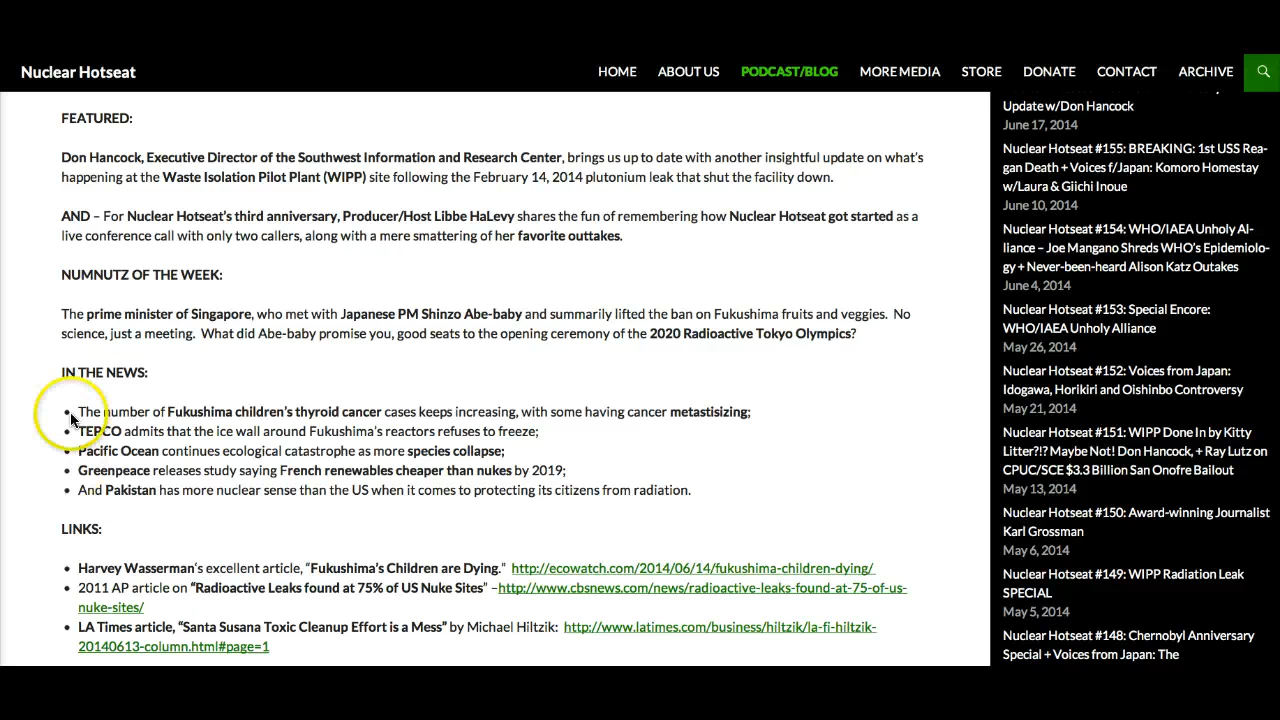 Nuclear Hotseat
HOME ABOUT US PODCAST/BLOG MORE MEDIA STORE DONATE CONTACT ARCHIVE
FEATURED:
Don Hancock, Executive Director of the Southwest Information and Research Center, brings us up to date with another insightful update on what's
happening at the Waste Isolation Pilot Plant (WIPP) site following the February 14, 2014 plutonium leak that shut the facility down.
AND – For Nuclear Hotseat's third anniversary, Producer/Host Libbe HaLevy shares the fun of remembering how Nuclear Hotseat got started as a
live conference call with only two callers, along with a mere smattering of her favorite outtakes.
NUMNUTZ OF THE WEEK:
The prime minister of Singapore, who met with Japanese PM Shinzo Abe-baby and summarily lifted the ban on Fukushima fruits and veggies. No
science, just a meeting. What did Abe-baby promise you, good seats to the opening ceremony of the 2020 Radioactive Tokyo Olympics?
IN THE NEWS:
• The number of Fukushima children's thyroid cancer cases keeps increasing, with some having cancer metastisizing;
• TEPCO admits that the ice wall around Fukushima's reactors refuses to freeze;
• Pacific Ocean continues ecological catastrophe as more species collapse;
• Greenpeace releases study saying French renewables cheaper than nukes by 2019;
• And Pakistan has more nuclear sense than the US when it comes to protecting its citizens from radiation.
LINKS:
• Harvey Wasserman's excellent article, "Fukushima's Children are Dying." http://ecowatch.com/2014/06/14/fukushima-children-dying/
• 2011 AP article on "Radioactive Leaks found at 75% of US Nuke Sites" –http://www.cbsnews.com/news/radioactive-leaks-found-at-75-of-us-
nuke-sites/
• LA Times article, "Santa Susana Toxic Cleanup Effort is a Mess" by Michael Hiltzik: http://www.latimes.com/business/hiltzik/la-fi-hiltzik-
20140613-column.html#page=1
Update w/Don Hancock
June 17, 2014
Nuclear Hotseat #155: BREAKING: 1st USS Rea-
gan Death + Voices f/Japan: Komoro Homestay
w/Laura & Giichi Inoue
June 10, 2014
Nuclear Hotseat #154: WHO/IAEA Unholy Al-
liance – Joe Mangano Shreds WHO's Epidemiolo-
gy + Never-been-heard Alison Katz Outakes
June 4, 2014
Nuclear Hotseat #153: Special Encore:
WHO/IAEA Unholy Alliance
May 26, 2014
Nuclear Hotseat #152: Voices from Japan:
Idogawa, Horikiri and Oishinbo Controversy
May 21, 2014
Nuclear Hotseat #151: WIPP Done In by Kitty
Litter?!? Maybe Not! Don Hancock, + Ray Lutz on
CPUC/SCE $3.3 Billion San Onofre Bailout
May 13, 2014
Nuclear Hotseat #150: Award-winning Journalist
Karl Grossman
May 6, 2014
Nuclear Hotseat #149: WIPP Radiation Leak
SPECIAL
May 5, 2014
Nuclear Hotseat #148: Chernobyl Anniversary
Special + Voices from Japan: The